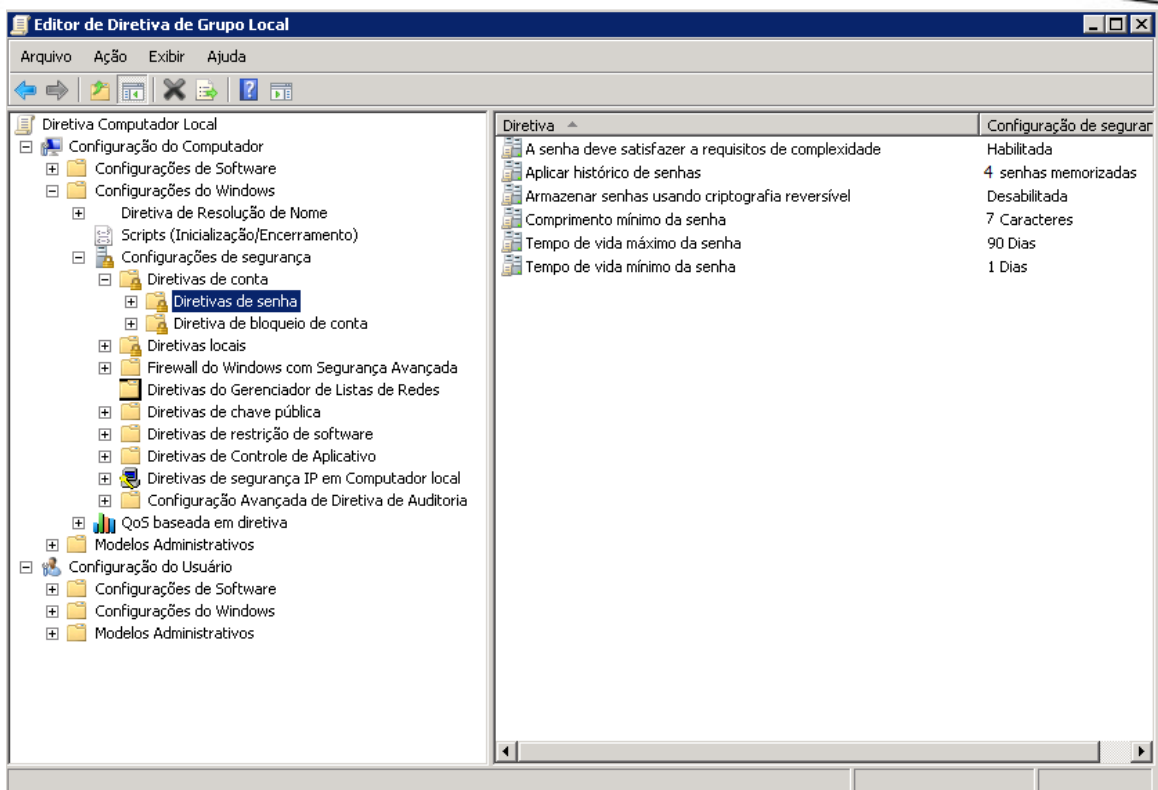 Editor de Diretiva de Grupo Local
Arquivo Ação Exibir Ajuda
Diretiva Computador Local
Configuração do Computador
Configurações de Software
Configurações do Windows
Diretiva de Resolução de Nome
Scripts (Inicialização/Encerramento)
Configurações de segurança
Diretivas de conta
Diretivas de senha
Diretiva de bloqueio de conta
Diretivas locais
Firewall do Windows com Segurança Avançada
Diretivas do Gerenciador de Listas de Redes
Diretivas de chave pública
Diretivas de restrição de software
Diretivas de Controle de Aplicativo
Diretivas de segurança IP em Computador local
Configuração Avançada de Diretiva de Auditoria
QoS baseada em diretiva
Modelos Administrativos
Configuração do Usuário
Configurações de Software
Configurações do Windows
Modelos Administrativos
Diretiva Configuração de segurar
A senha deve satisfazer a requisitos de complexidade Habilitada
Aplicar histórico de senhas 4 senhas memorizadas
Armazenar senhas usando criptografia reversível Desabilitada
Comprimento mínimo da senha 7 Caracteres
Tempo de vida máximo da senha 90 Dias
Tempo de vida mínimo da senha 1 Dias